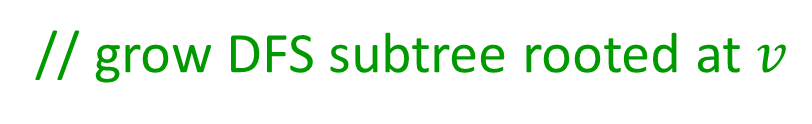 // grow DFS subtree rooted at 𝑣